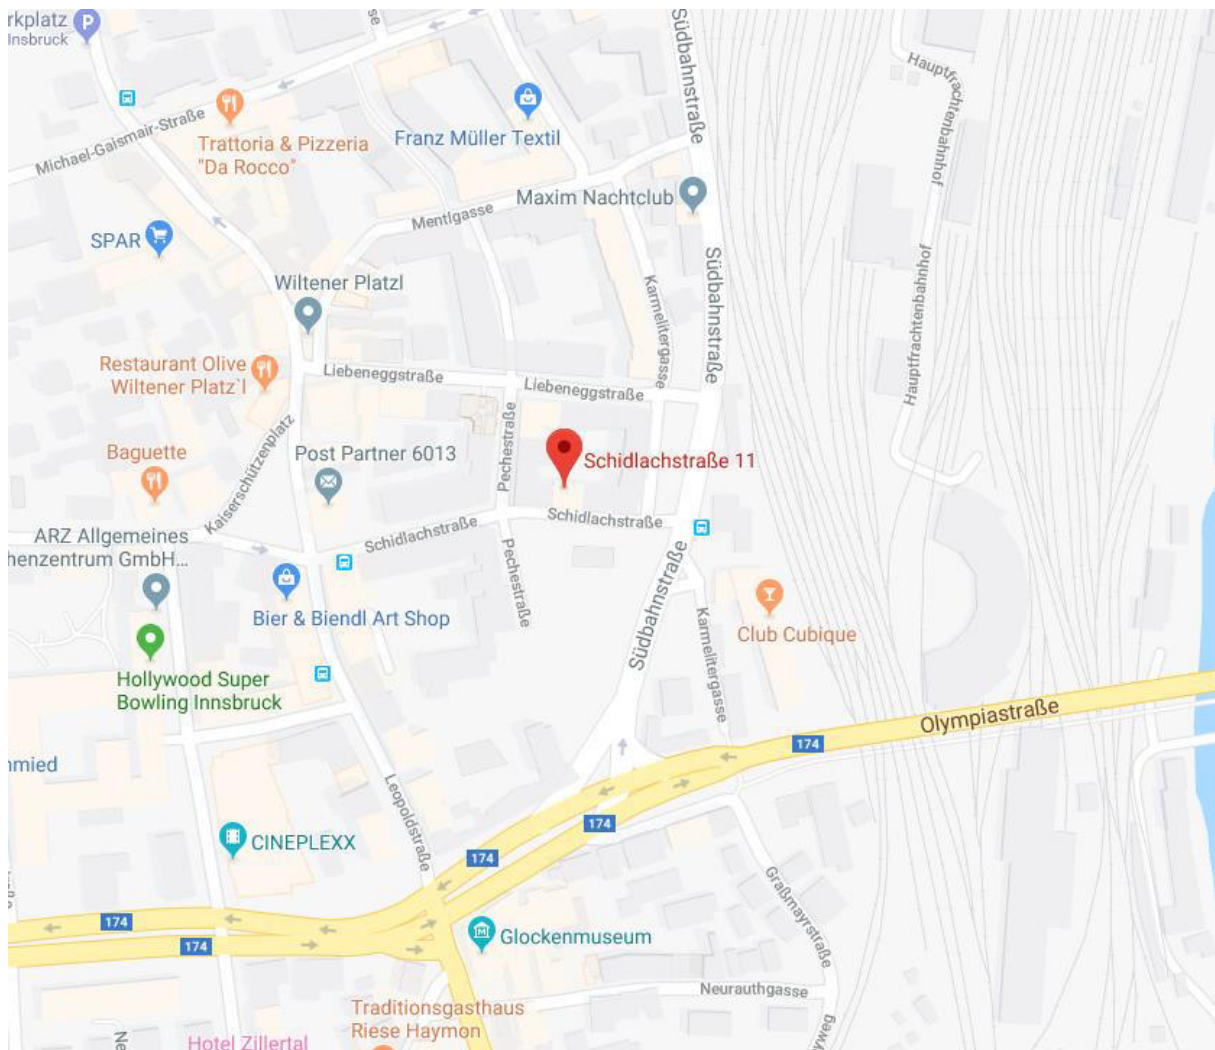 rkplatz
Insbruck
P
Südbahnstraße
Hauptfrachtenbahnhof
Michael-Gaismair-Straße
Trattoria & Pizzeria
"Da Rocco"
Franz Müller Textil
Maxim Nachtclub
Mentlgasse
SPAR
Südbahnstraße
Wiltener Platzl
Karmelitergasse
Hauptfrachtenbahnhof
Restaurant Olive
Wiltener Platz`l
Liebeneggstraße
Liebeneggstraße
Kaiserschützenplatz
Pechestraße
Baguette
Post Partner 6013
Schidlachstraße 11
ARZ Allgemeines
henzentrum GmbH...
Schidlachstraße
Schidlachstraße
Pechestraße
Südbahnstraße
Bier & Biendl Art Shop
Club Cubique
Karmelitergasse
Hollywood Super
Bowling Innsbruck
Olympiastraße
174
nmied
Leopoldstraße
174
CINEPLEXX
174
Graßmayrstraße
174
174
Glockenmuseum
M
Neurauthgasse
Traditionsgasthaus
Riese Haymon
Hotel Zillertal
Ne
yweg